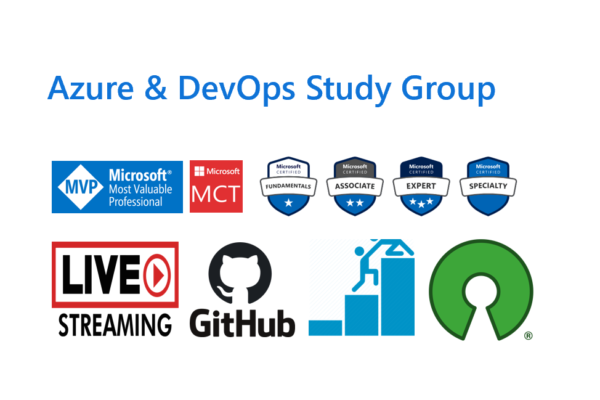 Azure & DevOps Study Group
MVP
Microsoft®
Most Valuable
Professional
Microsoft
MCT
Microsoft
CERTIFIED
FUNDAMENTALS
Microsoft
CERTIFIED
ASSOCIATE
Microsoft
CERTIFIED
EXPERT
Microsoft
CERTIFIED
SPECIALTY
LIVE
STREAMING
GitHub
®